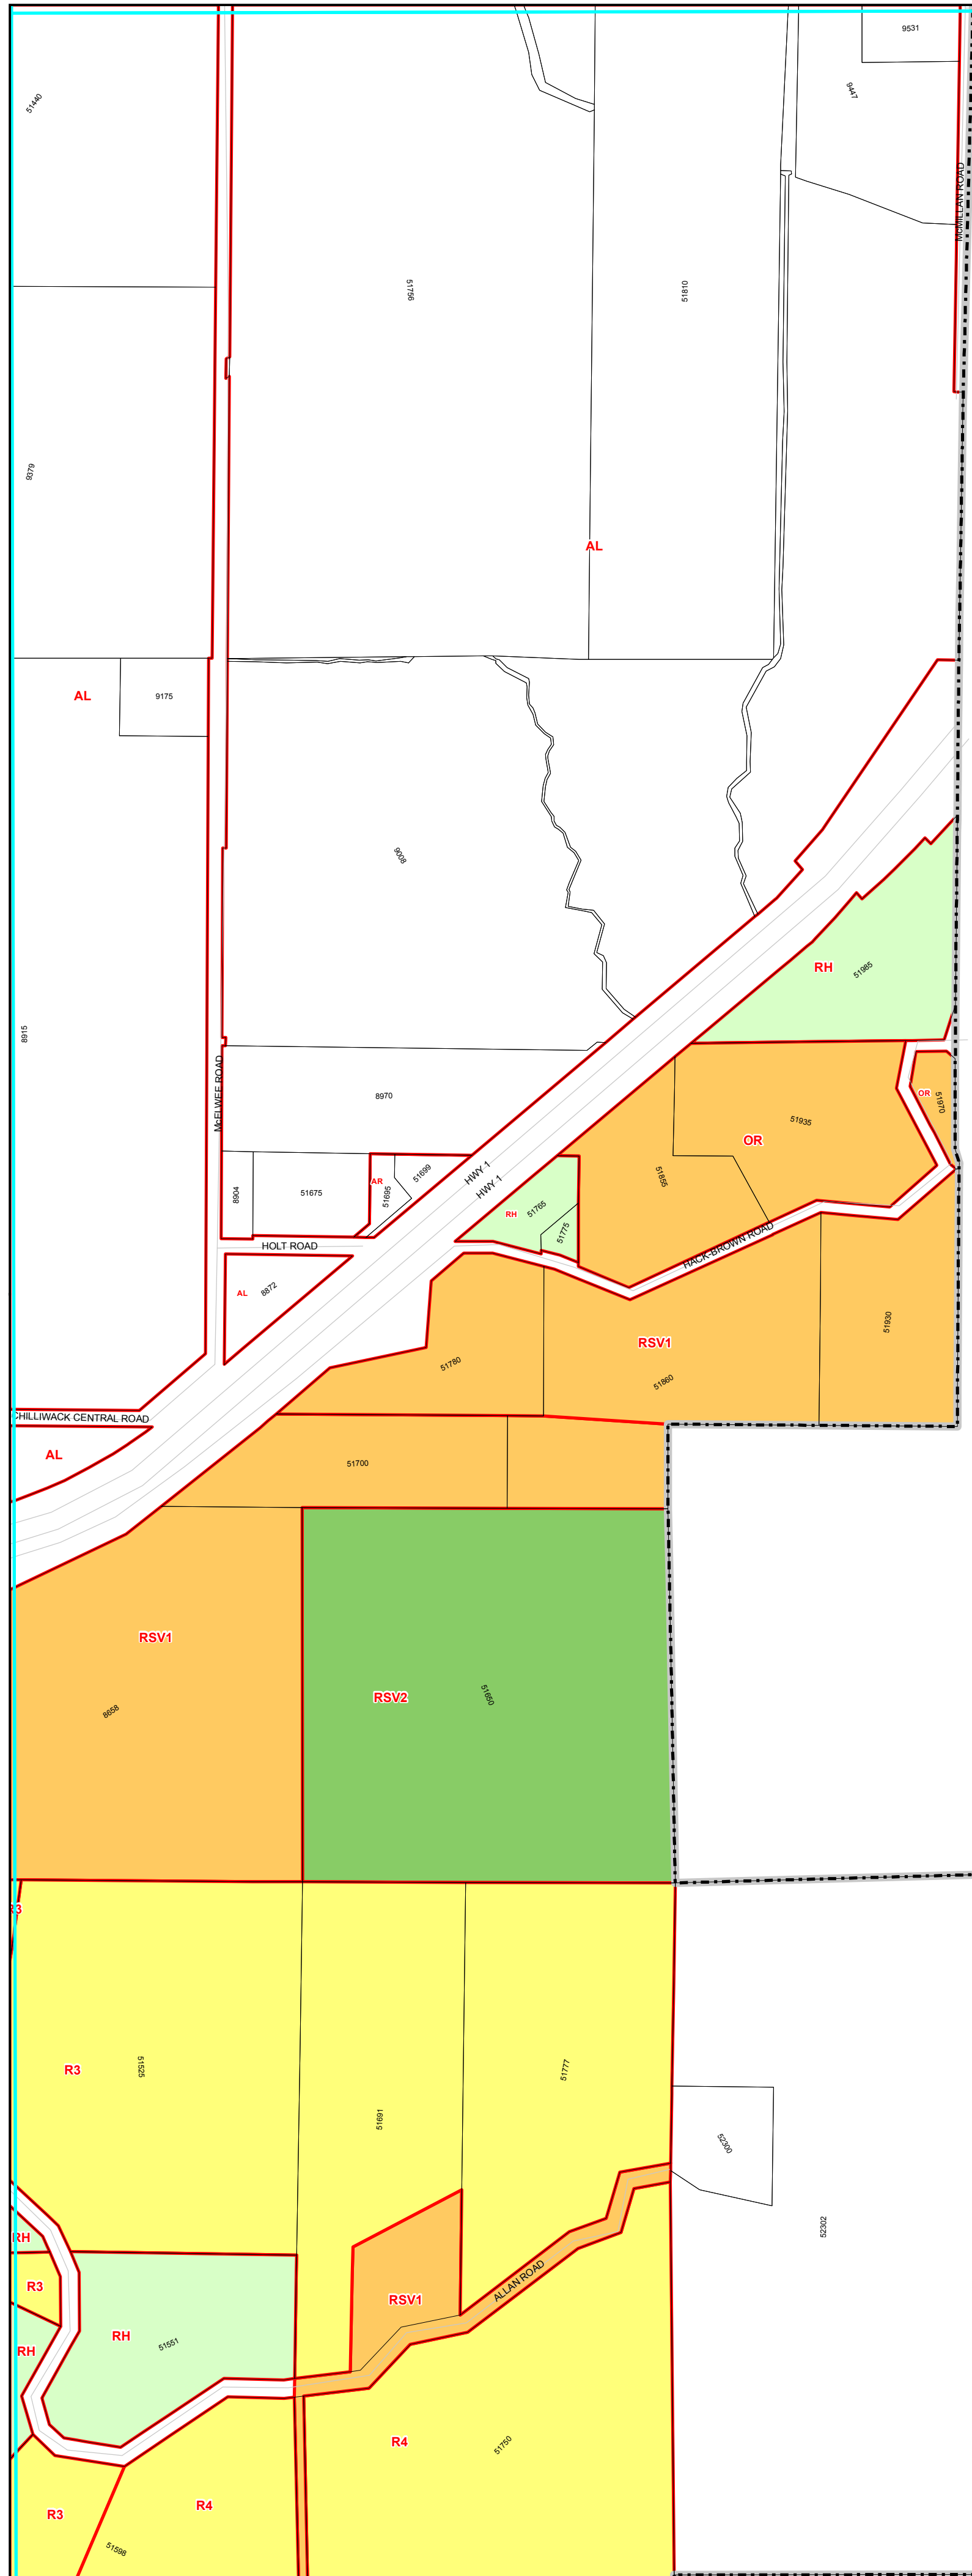 9531
51440
9447
McMILLAN ROAD
51756
51810
9379
AL
AL
9175
9008
RH
51985
8915
McELWEE ROAD
8970
OR
51970
51935
OR
HWY 1
HWY 1
51699
AR
51695
51855
8904
51675
RH
51765
51775
HOLT ROAD
HACK-BROWN ROAD
AL
8872
51930
RSV1
51780
51860
CHILLIWACK CENTRAL ROAD
AL
51700
RSV1
RSV2
51650
8658
R3
R3
51525
51777
51691
52300
52302
RH
R3
RSV1
ALLAN ROAD
RH
RH
51551
R4
51750
R3
R4
51598